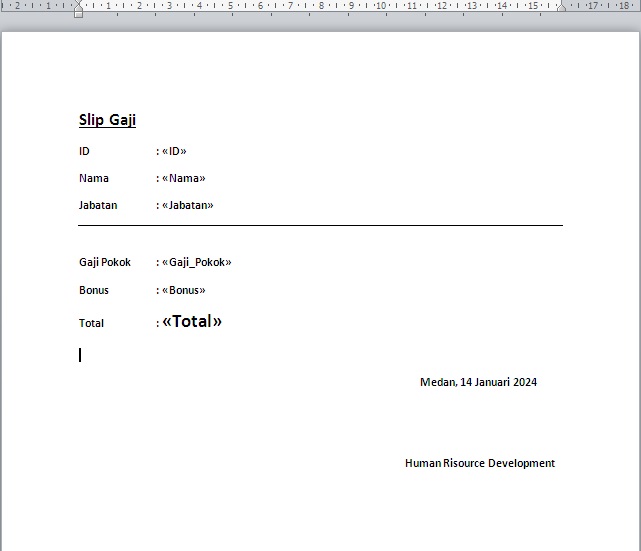 2 1 1 2 3 4 5 6 7 8 9 10 11 12 13 14 15 17 18
Slip Gaji
ID : «ID»
Nama : «Nama»
Jabatan : «Jabatan»
Gaji Pokok : «Gaji_Pokok»
Bonus : «Bonus»
Total : «Total»
Medan, 14 Januari 2024
Human Risource Development